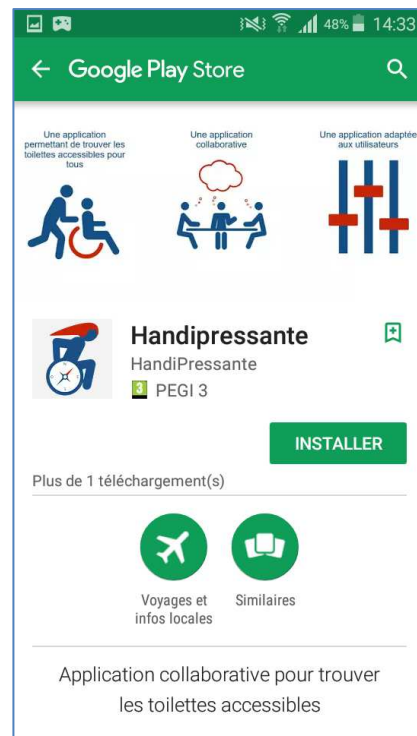 48% 14:33
Google Play Store
Une application
permettant de trouver les
toilettes accessibles pour
tous
Une application
collaborative
Une application adaptée
aux utilisateurs
Handipressante
HandiPressante
3 PEGI 3
INSTALLER
Plus de 1 téléchargement(s)
Voyages et
infos locales
Similaires
Application collaborative pour trouver
les toilettes accessibles